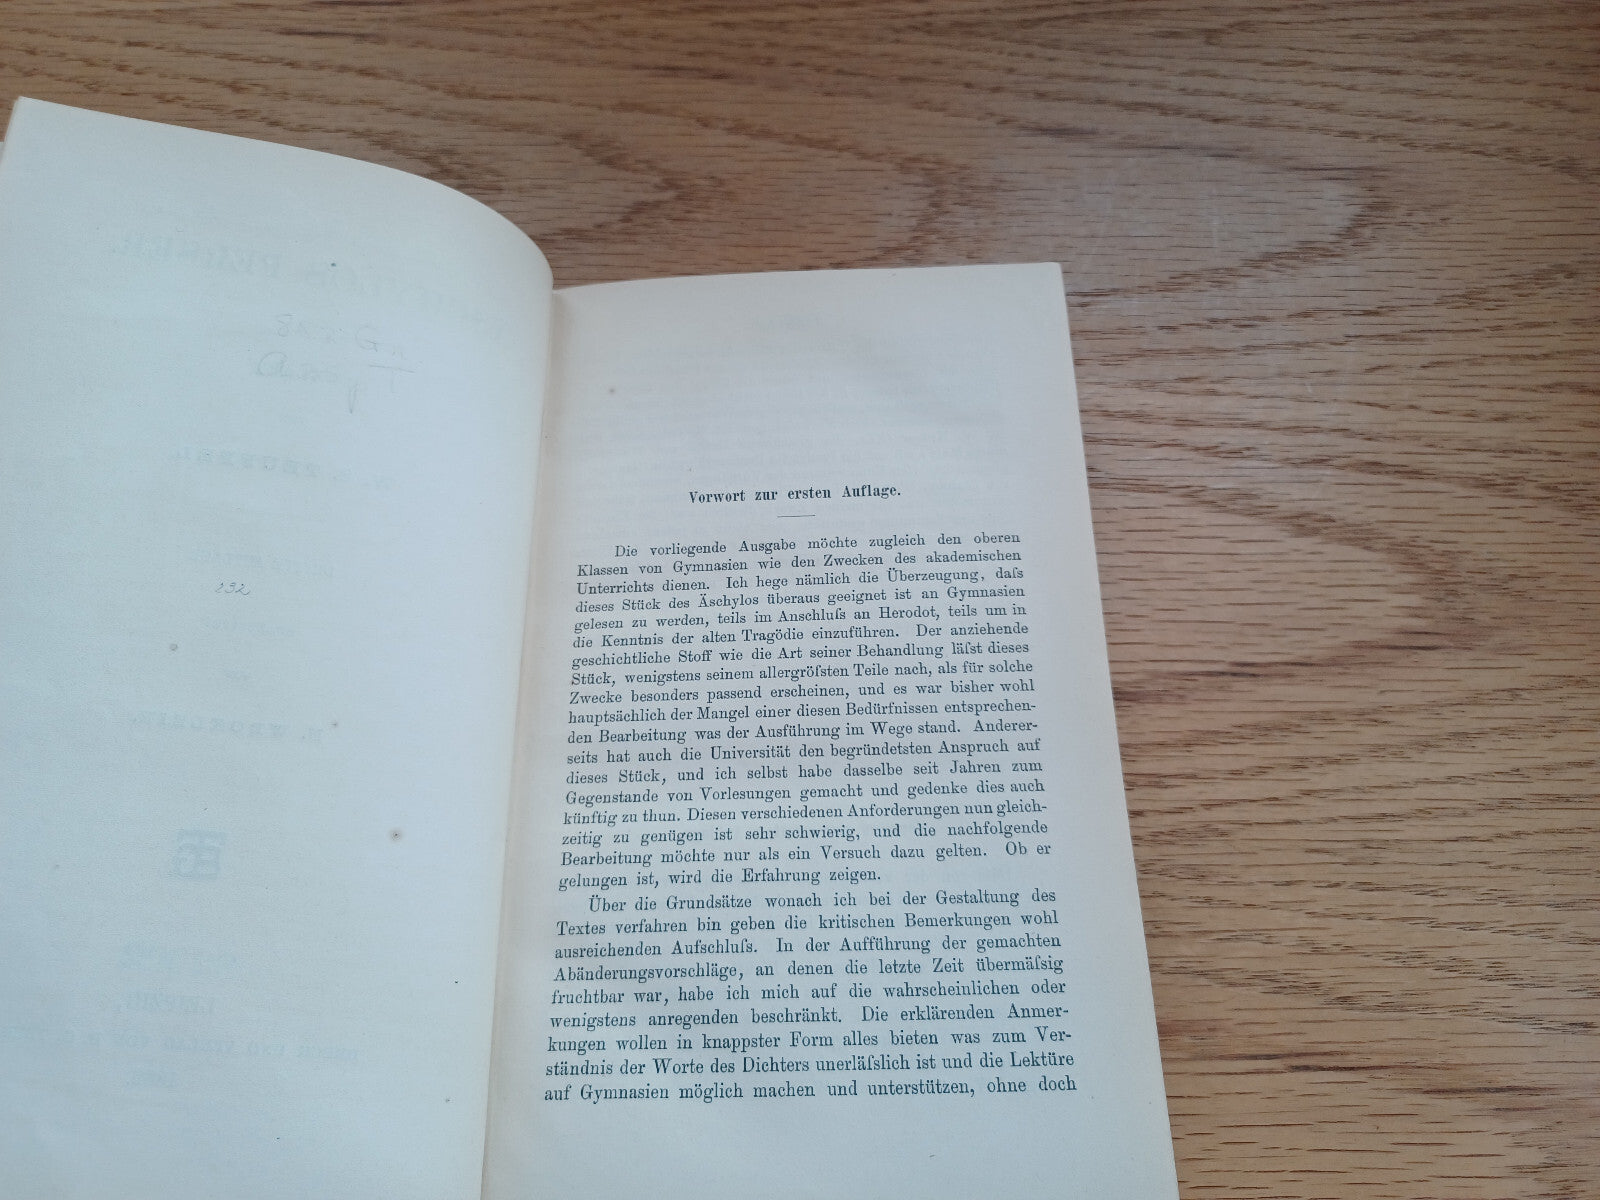 292
Vorwort zur ersten Auflage.
Die vorliegende Ausgabe möchte zugleich den oberen
Klassen von Gymnasien wie den Zwecken des akademischen
Unterrichts dienen. Ich hege nämlich die Überzeugung, daſs
dieses Stück des Äschylos überaus geeignet ist an Gymnasien
gelesen zu werden, teils im Anschluſs an Herodot, teils um in
die Kenntnis der alten Tragödie einzuführen. Der anziehende
geschichtliche Stoff wie die Art seiner Behandlung läſst dieses
Stück, wenigstens seinem allergröſsten Teile nach, als für solche
Zwecke besonders passend erscheinen, und es war bisher wohl
hauptsächlich der Mangel einer diesen Bedürfnissen entsprechen-
den Bearbeitung was der Ausführung im Wege stand. Anderer-
seits hat auch die Universität den begründetsten Anspruch auf
dieses Stück, und ich selbst habe dasselbe seit Jahren zum
Gegenstande von Vorlesungen gemacht und gedenke dies auch
künftig zu thun. Diesen verschiedenen Anforderungen nun gleich-
zeitig zu genügen ist sehr schwierig, und die nachfolgende
Bearbeitung möchte nur als ein Versuch dazu gelten. Ob er
gelungen ist, wird die Erfahrung zeigen.
Über die Grundsätze wonach ich bei der Gestaltung des
Textes verfahren bin geben die kritischen Bemerkungen wohl
ausreichenden Aufschluſs. In der Aufführung der gemachten
Abänderungsvorschläge, an denen die letzte Zeit übermäſsig
fruchtbar war, habe ich mich auf die wahrscheinlichen oder
wenigstens anregenden beschränkt. Die erklärenden Anmer-
kungen wollen in knappster Form alles bieten was zum Ver-
ständnis der Worte des Dichters unerläſslich ist und die Lektüre
auf Gymnasien möglich machen und unterstützen, ohne doch